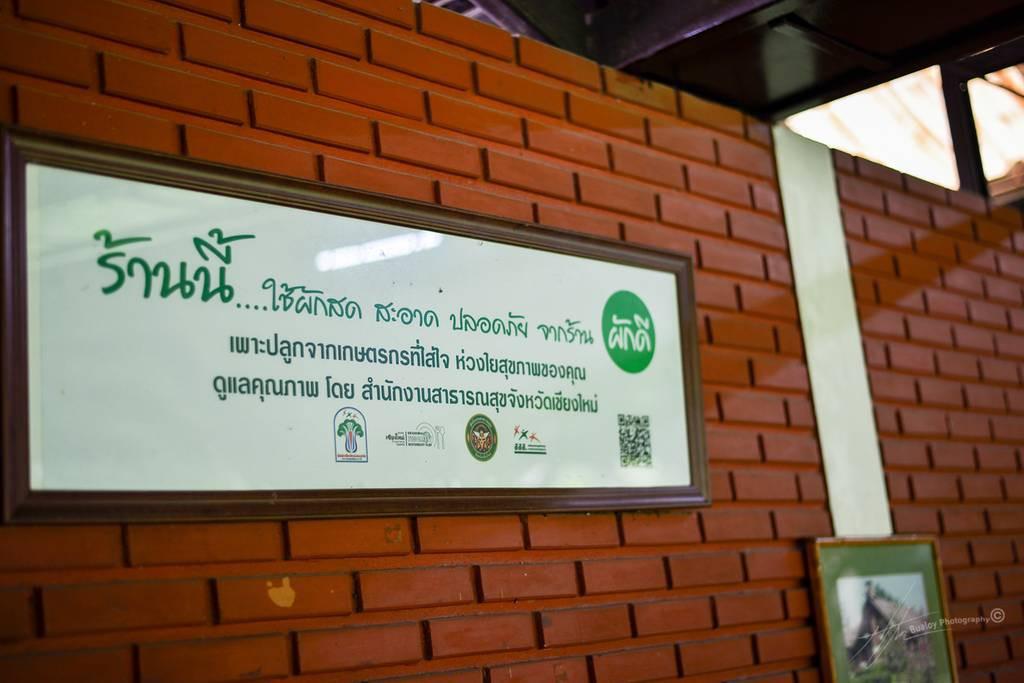 ร้านนี้....ใช้ผักสด สะอาด ปลอดภัย จากร้าน ผักดี
เพาะปลูกจากเกษตรกรที่ใส่ใจ ห่วงใยสุขภาพของคุณ
ดูแลคุณภาพ โดย สำนักงานสาธารณสุขจังหวัดเชียงใหม่
สสส
Bualoy Photography ©